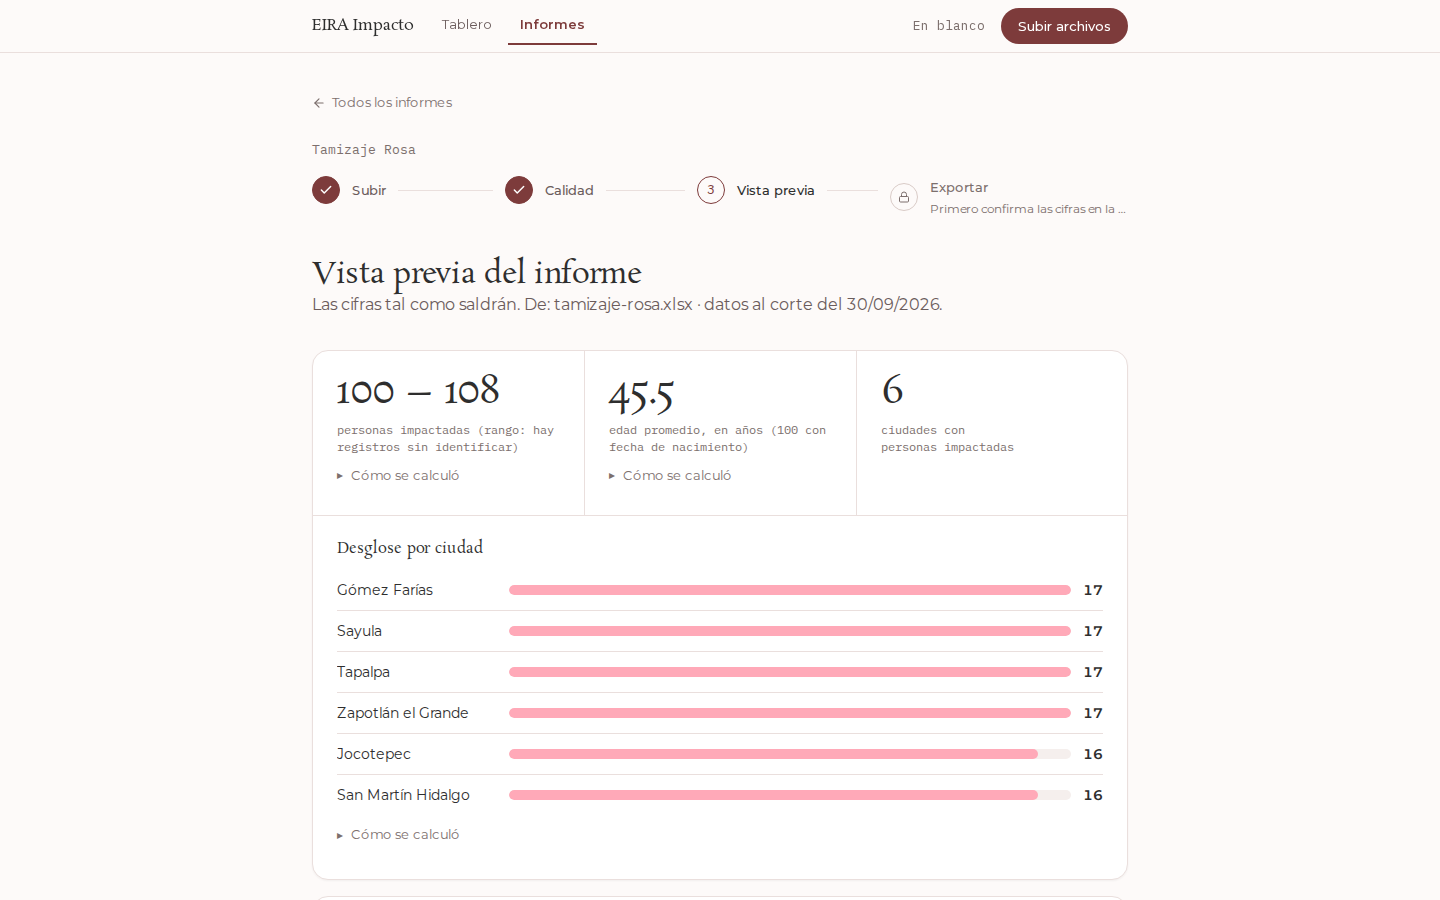 EIRA Impacto
Tablero
Informes
En blanco
Subir archivos
← Todos los informes
Tamizaje Rosa
Subir
Calidad
3
Vista previa
Exportar
Primero confirma las cifras en la ...
Vista previa del informe
Las cifras tal como saldrán. De: tamizaje-rosa.xlsx · datos al corte del 30/09/2026.
100 – 108
personas impactadas (rango: hay
registros sin identificar)
▸ Cómo se calculó
45.5
edad promedio, en años (100 con
fecha de nacimiento)
▸ Cómo se calculó
6
ciudades con
personas impactadas
Desglose por ciudad
Gómez Farías 17
Sayula 17
Tapalpa 17
Zapotlán el Grande 17
Jocotepec 16
San Martín Hidalgo 16
▸ Cómo se calculó